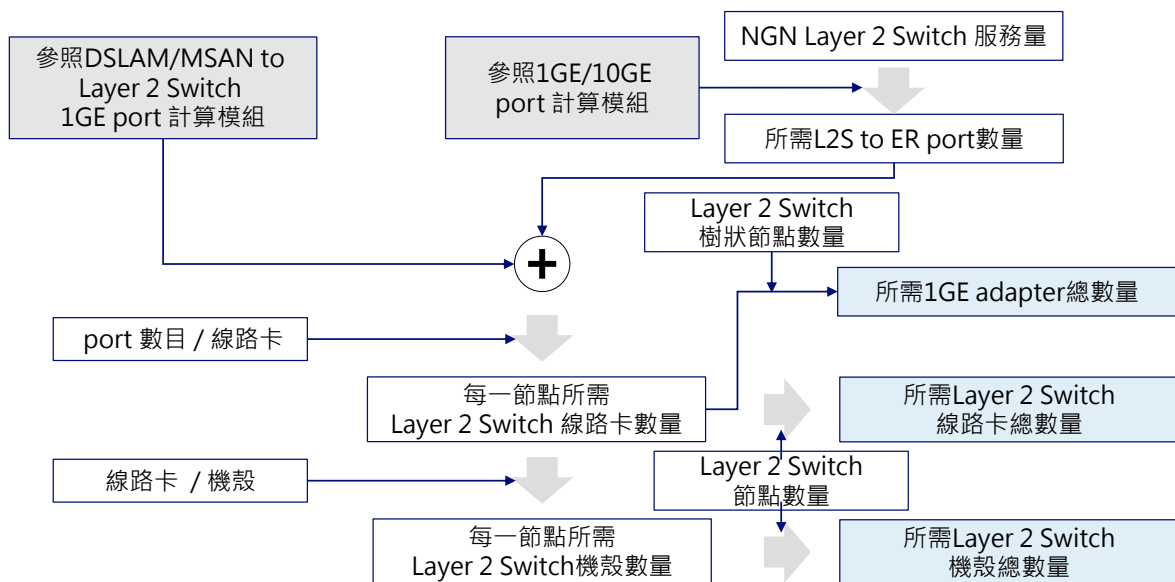 NGN Layer 2 Switch 服務量
參照DSLAM/MSAN to
Layer 2 Switch
1GE port 計算模組
參照1GE/10GE
port 計算模組
所需L2S to ER port數量
Layer 2 Switch
樹狀節點數量
+
所需1GE adapter總數量
port 數目 / 線路卡
每一節點所需
Layer 2 Switch 線路卡數量
所需Layer 2 Switch
線路卡總數量
線路卡 / 機殼
Layer 2 Switch
節點數量
每一節點所需
Layer 2 Switch機殼數量
所需Layer 2 Switch
機殼總數量